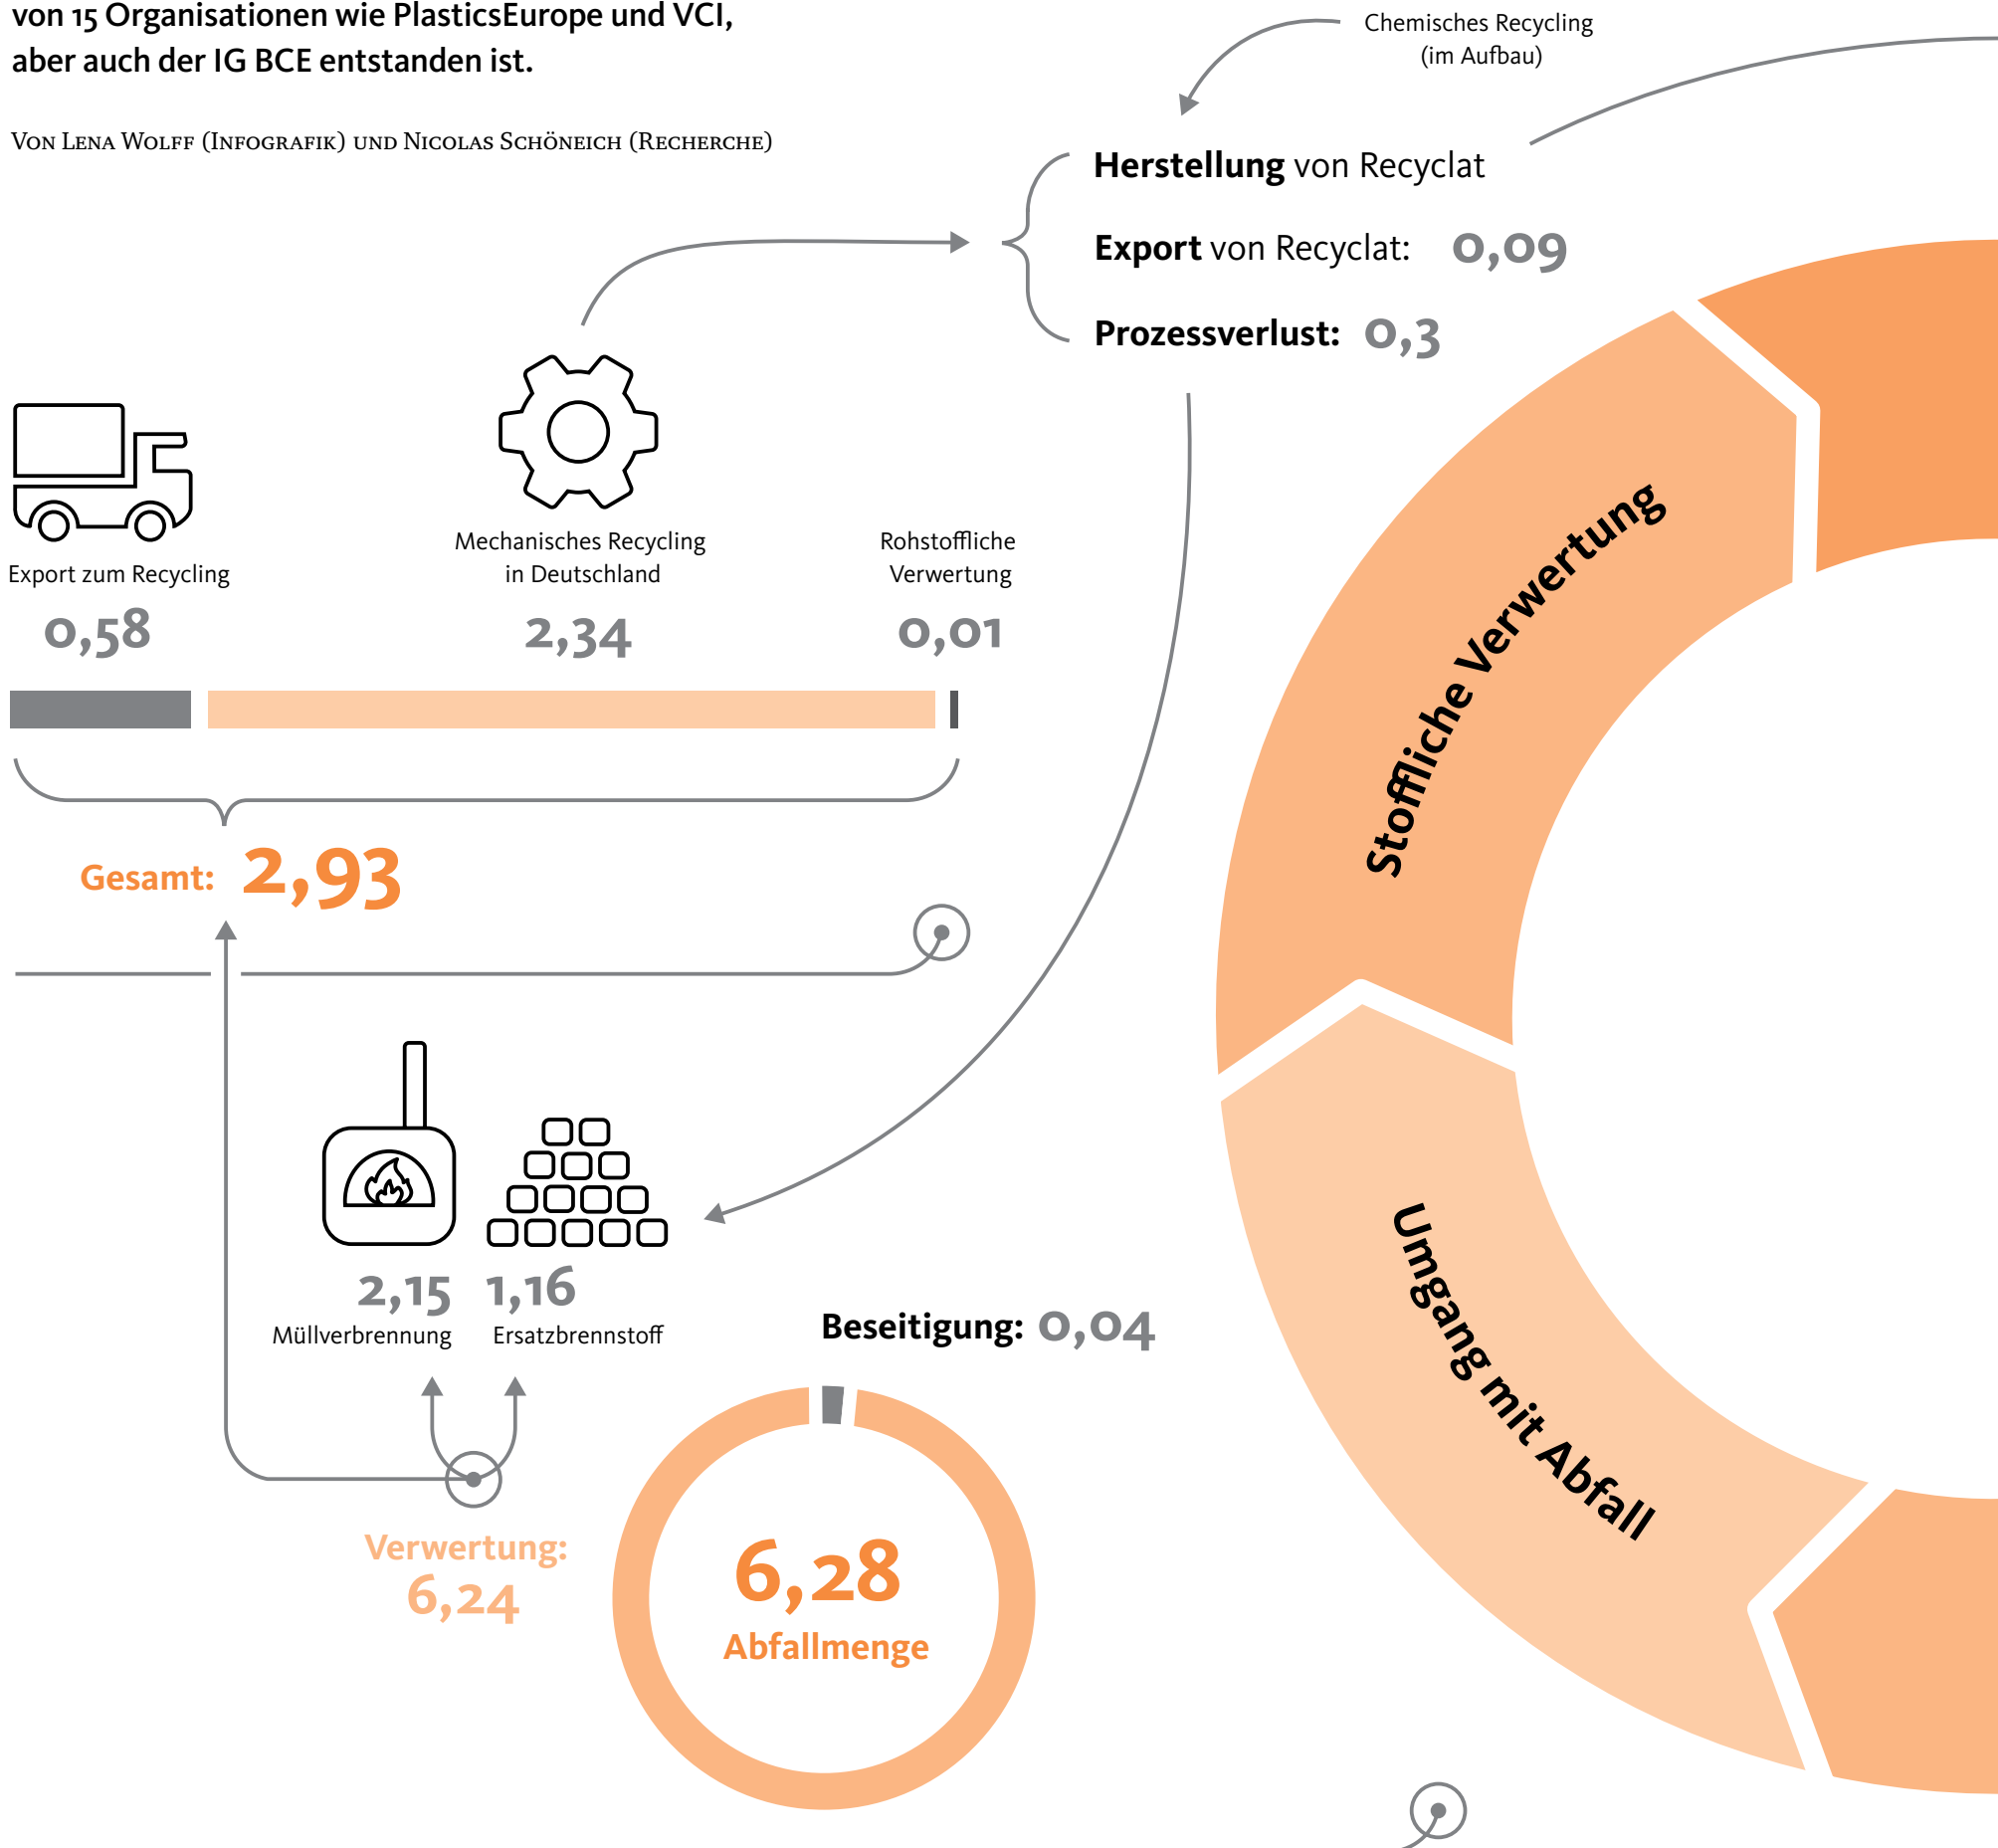 von 15 Organisationen wie PlasticsEurope und VCI,
aber auch der IG BCE entstanden ist.
Von Lena Wolff (Infografik) und Nicolas Schöneich (Recherche)
Chemisches Recycling
(im Aufbau)
Herstellung von Recyclat
Export von Recyclat: 0,09
Prozessverlust: 0,3
Export zum Recycling
0,58
Mechanisches Recycling
in Deutschland
2,34
Rohstoffliche
Verwertung
0,01
Gesamt: 2,93
Stoffliche Verwertung
2,15
Müllverbrennung
1,16
Ersatzbrennstoff
Beseitigung: 0,04
Verwertung:
6,24
6,28
Abfallmenge
Umgang mit Abfall